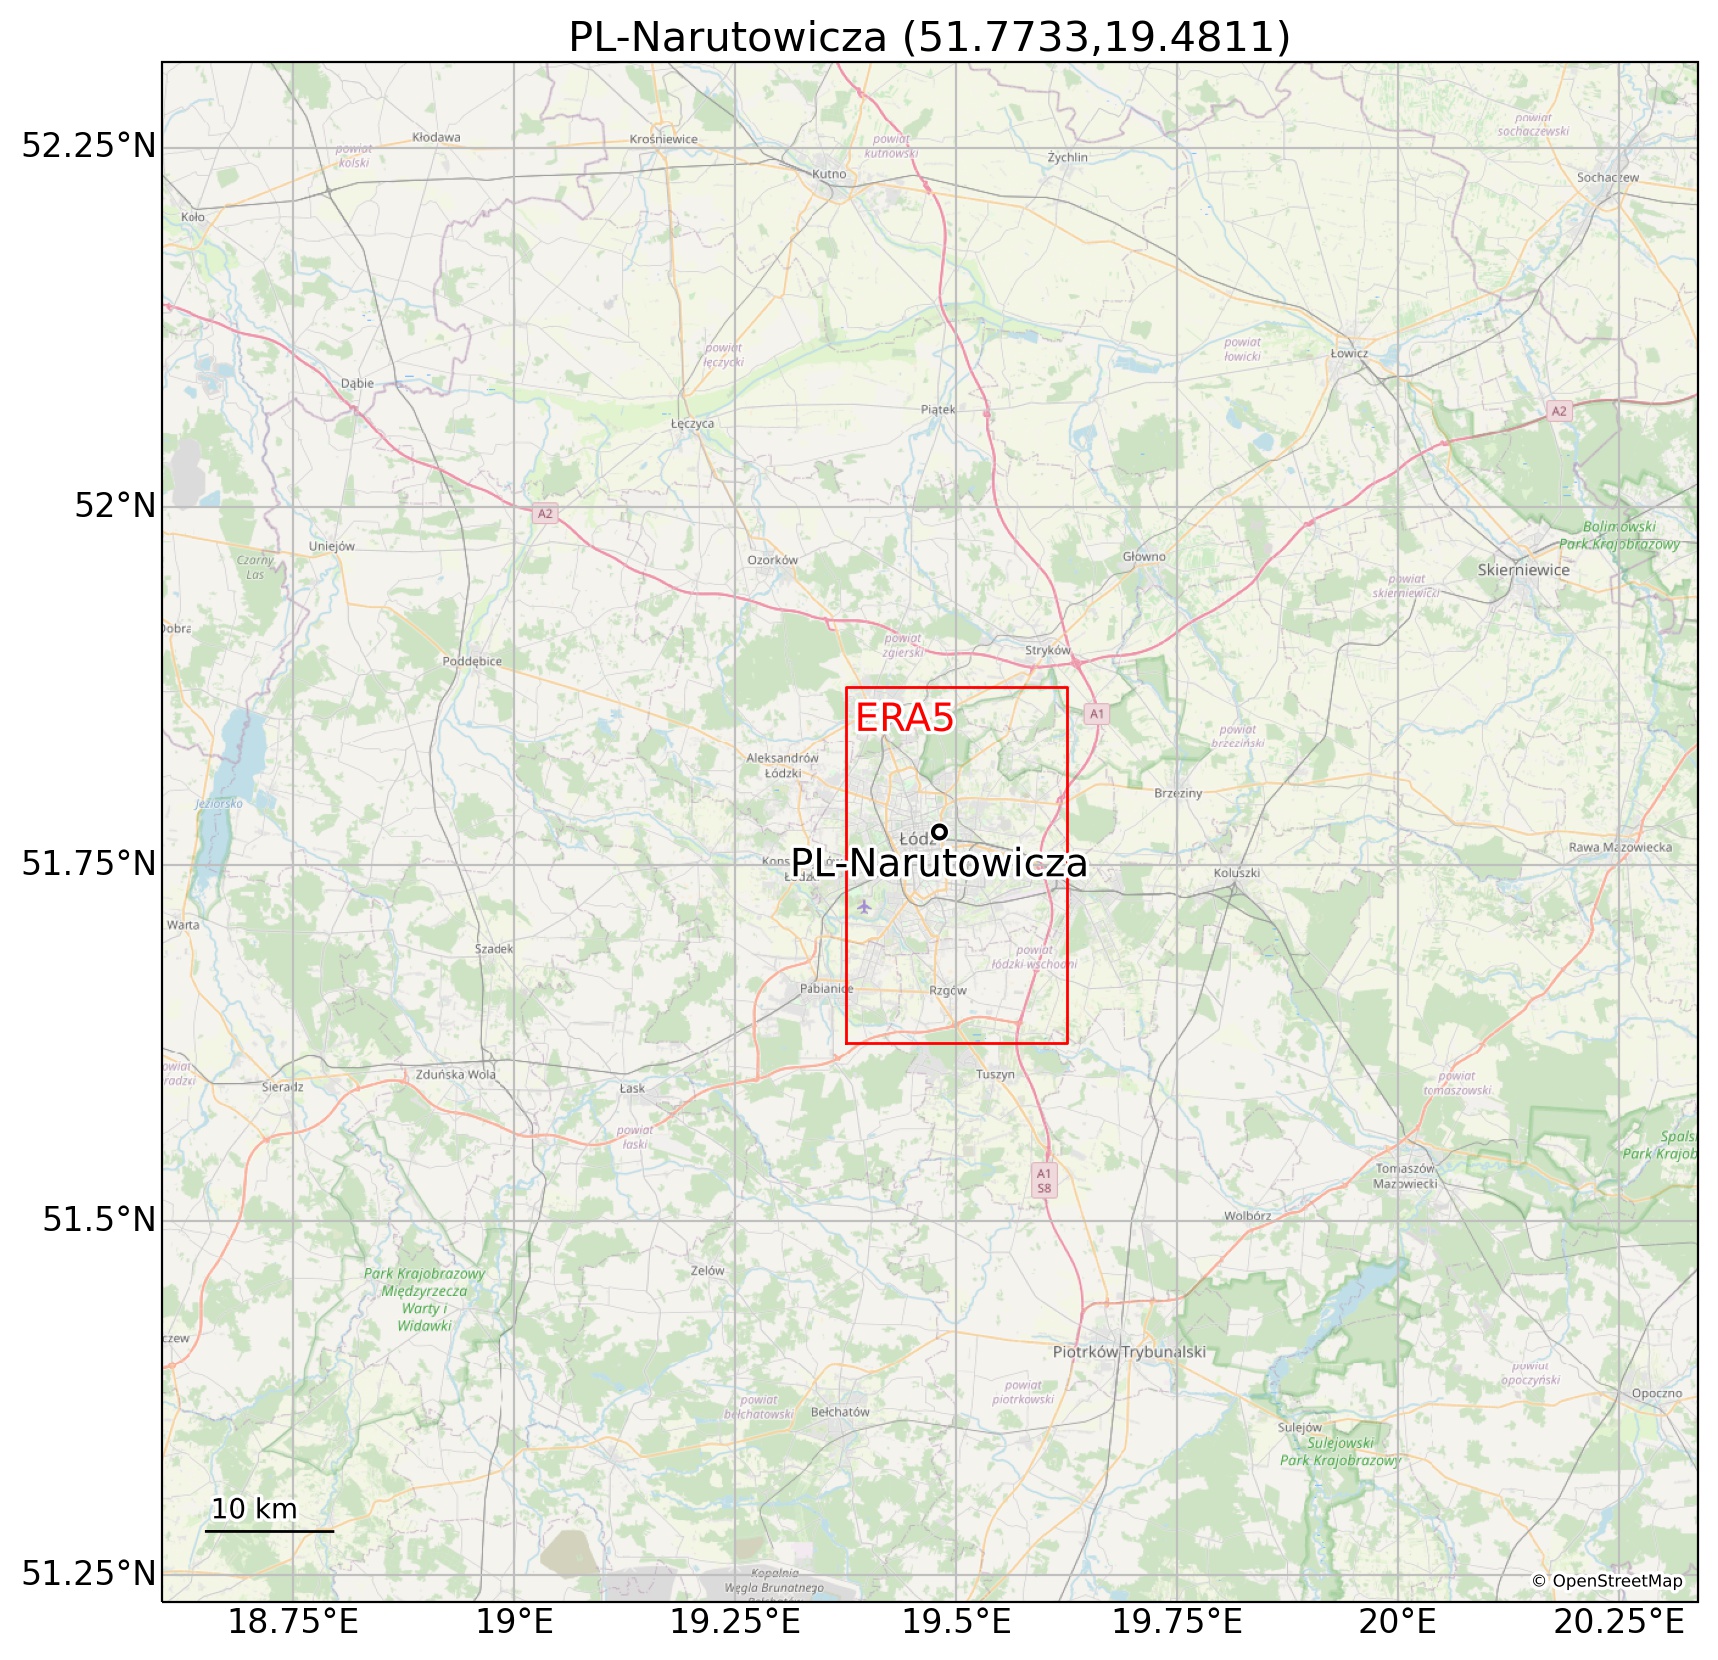 PL-Narutowicza (51.7733,19.4811)
52.25°N
52°N
51.75°N
51.5°N
51.25°N
18.75°E
19°E
19.25°E
19.5°E
19.75°E
20°E
20.25°E
Kłodawa
Krośniewice
powiat
kolski
powiat
kutnowski
Żychlin
powiat
sochaczewski
Kutno
Sochaczew
Koło
powiat
łęczycki
powiat
łowicki
Łowicz
Dąbie
Piątek
Łęczyca
A2
A2
Bolimowski
Park Krajobrazowy
Uniejów
Czarny
Las
Ozorków
Głowno
Skierniewice
powiat
skierniewicki
Dobra
powiat
zgierski
Stryków
Poddębice
ERA5
A1
powiat
brzeziński
Aleksandrów
Łódzki
Brzeziny
Jeziorsko
Łódź
PL-Narutowicza
Rawa Mazowiecka
Koluszki
Warta
Szadek
powiat
łódzki wschodni
Pabianice
Rzgów
Sieradz
Zduńska Wola
Łask
Tuszyn
powiat
tomaszowski
powiat
łaski
Spals
Park Krajob
A1
S8
Tomaszów
Mazowiecki
Wolbórz
Zelów
Park Krajobrazowy
Międzyrzecza
Warty i
Widawki
czew
Piotrków Trybunalski
powiat
opoczyński
powiat
piotrkowski
powiat
bełchatowski
Bełchatów
Opoczno
Sulejów
Sulejowski
Park Krajobrazowy
10 km
Kopalnia
Węgla Brunatnego
Bełchatów
© OpenStreetMap